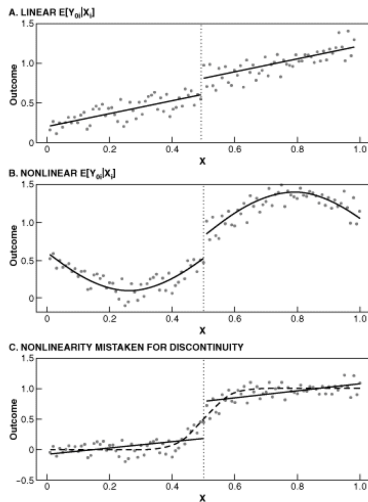 A. LINEAR E[Y₀ᵢ|Xᵢ]
1.5
1.0
0.5
0
Outcome
0 0.2 0.4 0.6 0.8 1.0
X
B. NONLINEAR E[Y₀ᵢ|Xᵢ]
1.5
1.0
0.5
0
Outcome
0 0.2 0.4 0.6 0.8 1.0
X
C. NONLINEARITY MISTAKEN FOR DISCONTINUITY
1.5
1.0
0.5
0
−0.5
Outcome
0 0.2 0.4 0.6 0.8 1.0
X